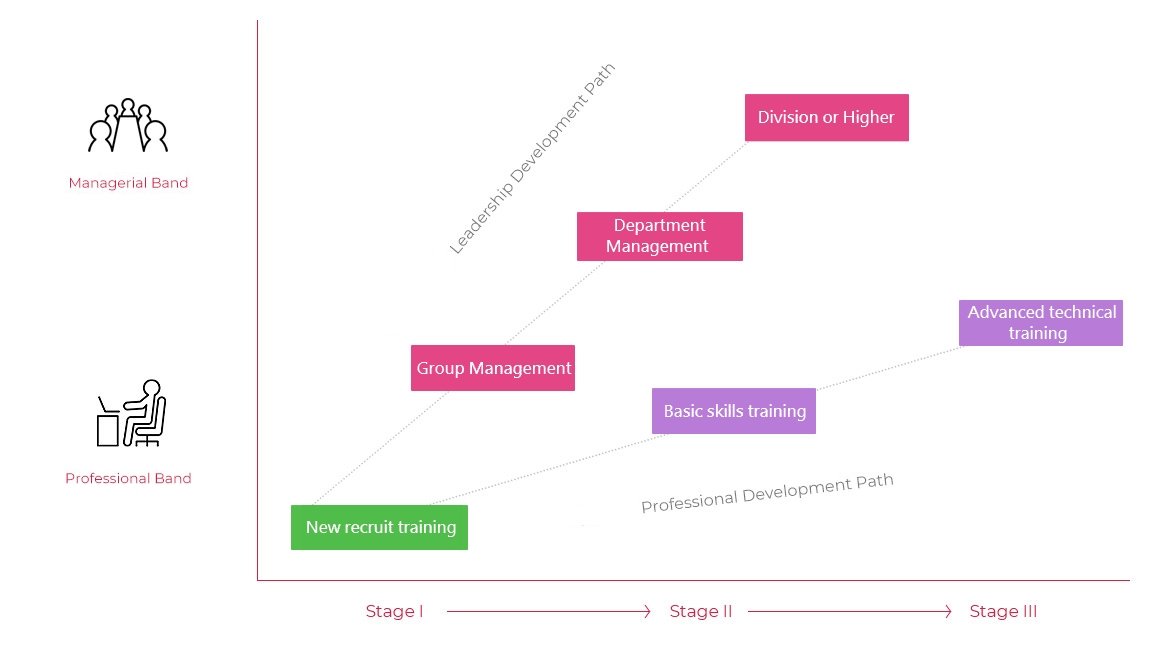 Leadership Development Path
Division or Higher
Managerial Band
Department
Management
Advanced technical
training
Group Management
Basic skills training
Professional Band
Professional Development Path
New recruit training
Stage I
Stage II
Stage III